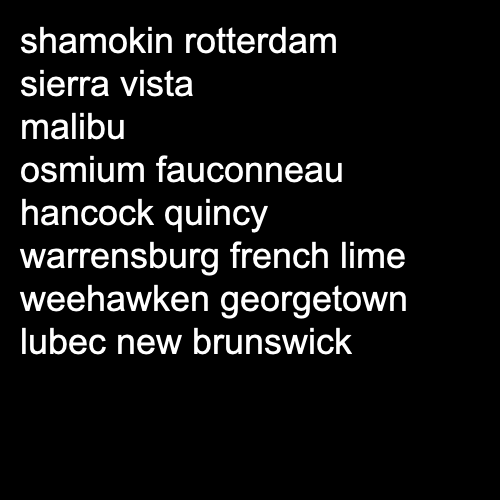 shamokin rotterdam
sierra vista
malibu
osmium fauconneau
hancock quincy
warrensburg french lime
weehawken georgetown
lubec new brunswick